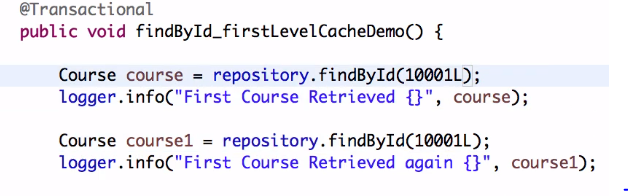 @Transactional
public void findById_firstLevelCacheDemo() {
Course course = repository.findById(10001L);
logger.info("First Course Retrieved {}", course);
Course course1 = repository.findById(10001L);
logger.info("First Course Retrieved again {}", course1);